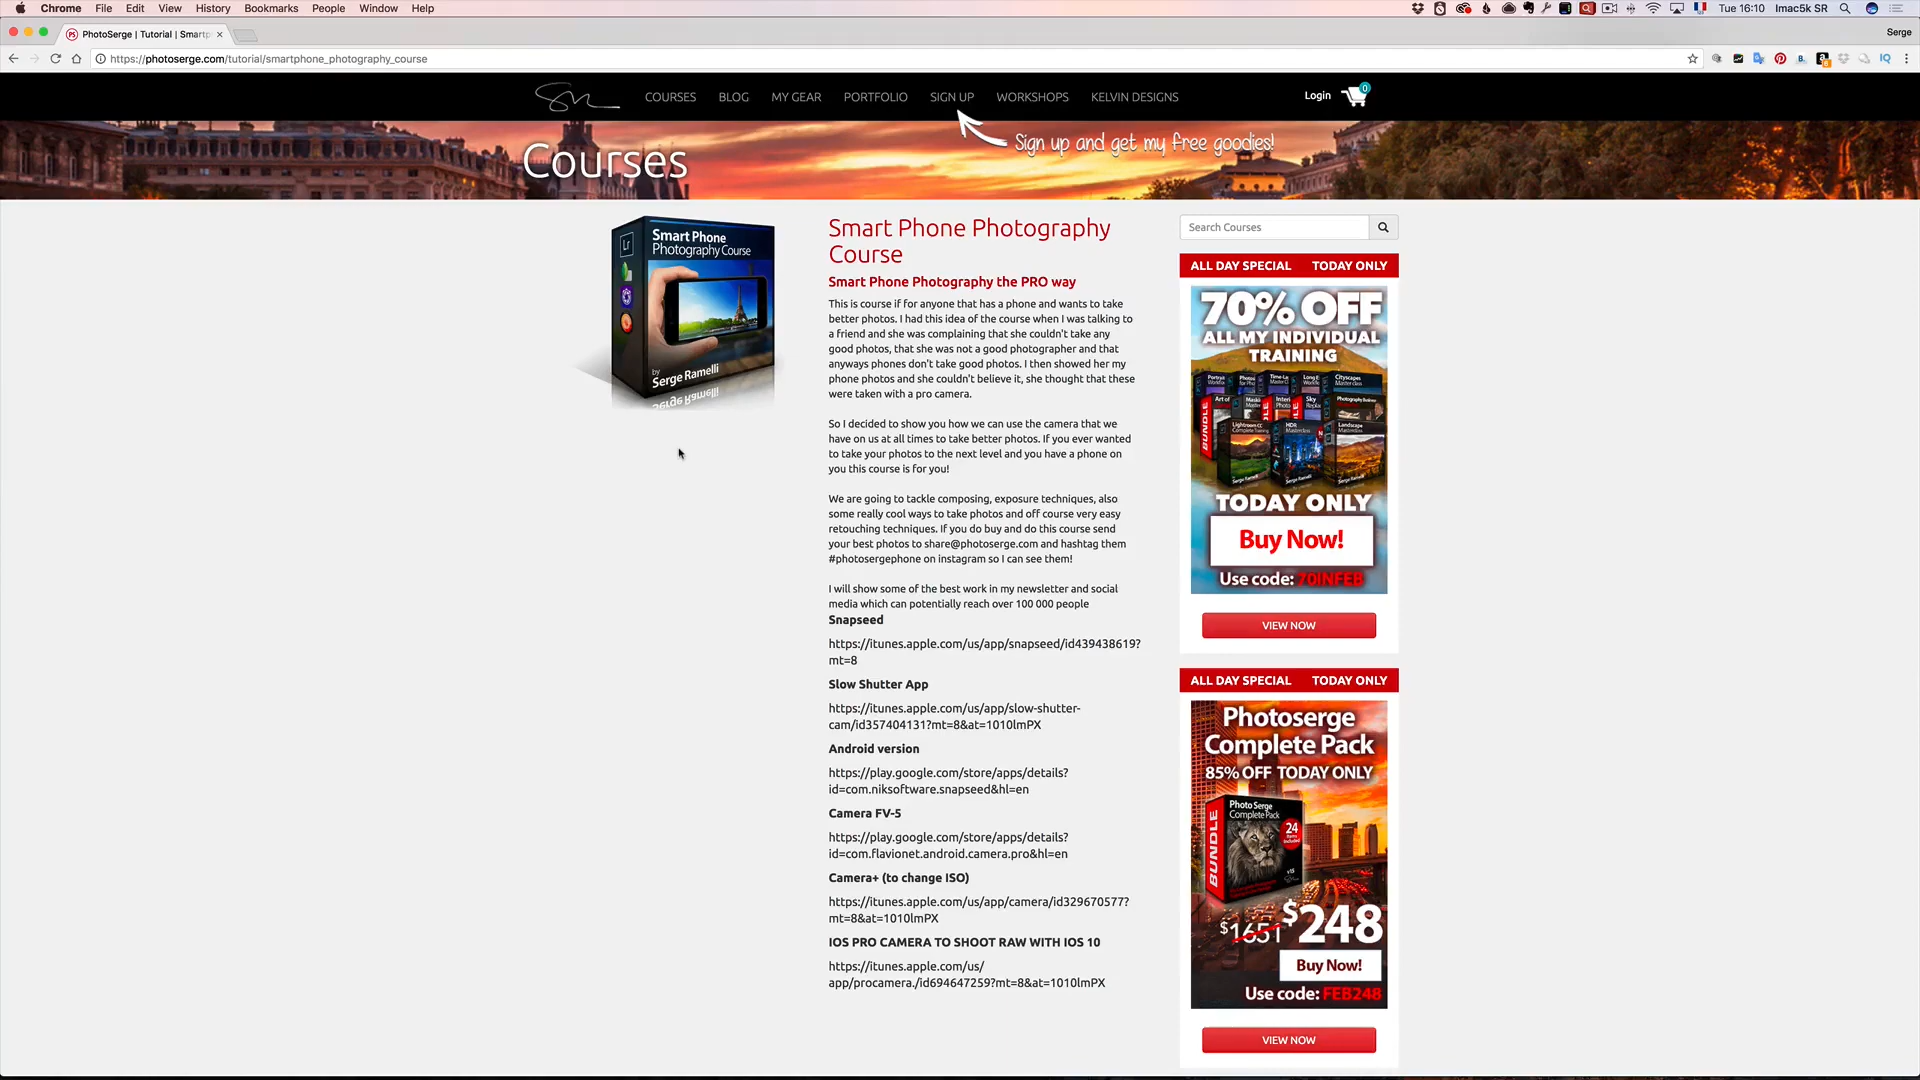 Chrome File Edit View History Bookmarks People Window Help
Tue 16:10 Imac5k SR
PhotoSerge | Tutorial | Smartp
Serge
https://photoserge.com/tutorial/smartphone_photography_course
COURSES BLOG MY GEAR PORTFOLIO SIGN UP WORKSHOPS KELVIN DESIGNS
Login 0
Sign up and get my free goodies!
Courses
Smart Phone
Photography Course
Lr
by
Serge Ramelli
Smart Phone Photography
Course
Smart Phone Photography the PRO way
This is course if for anyone that has a phone and wants to take
better photos. I had this idea of the course when I was talking to
a friend and she was complaining that she couldn't take any
good photos, that she was not a good photographer and that
anyways phones don't take good photos. I then showed her my
phone photos and she couldn't believe it, she thought that these
were taken with a pro camera.
So I decided to show you how we can use the camera that we
have on us at all times to take better photos. If you ever wanted
to take your photos to the next level and you have a phone on
you this course is for you!
We are going to tackle composing, exposure techniques, also
some really cool ways to take photos and off course very easy
retouching techniques. If you do buy and do this course send
your best photos to share@photoserge.com and hashtag them
#photosergephone on instagram so I can see them!
I will show some of the best work in my newsletter and social
media which can potentially reach over 100 000 people
Snapseed
https://itunes.apple.com/us/app/snapseed/id439438619?
mt=8
Slow Shutter App
https://itunes.apple.com/us/app/slow-shutter-
cam/id357404131?mt=8&at=1010lmPX
Android version
https://play.google.com/store/apps/details?
id=com.niksoftware.snapseed&hl=en
Camera FV-5
https://play.google.com/store/apps/details?
id=com.flavionet.android.camera.pro&hl=en
Camera+ (to change ISO)
https://itunes.apple.com/us/app/camera/id329670577?
mt=8&at=1010lmPX
IOS PRO CAMERA TO SHOOT RAW WITH IOS 10
https://itunes.apple.com/us/
app/procamera./id694647259?mt=8&at=1010lmPX
Search Courses
ALL DAY SPECIAL TODAY ONLY
70% OFF
ALL MY INDIVIDUAL
TRAINING
BUNDLE
TODAY ONLY
Buy Now!
Use code: 70INFEB
VIEW NOW
ALL DAY SPECIAL TODAY ONLY
Photoserge
Complete Pack
85% OFF TODAY ONLY
Photo Serge
Complete Pack
24
BUNDLE
$1651 $248
Buy Now!
Use code: FEB248
VIEW NOW